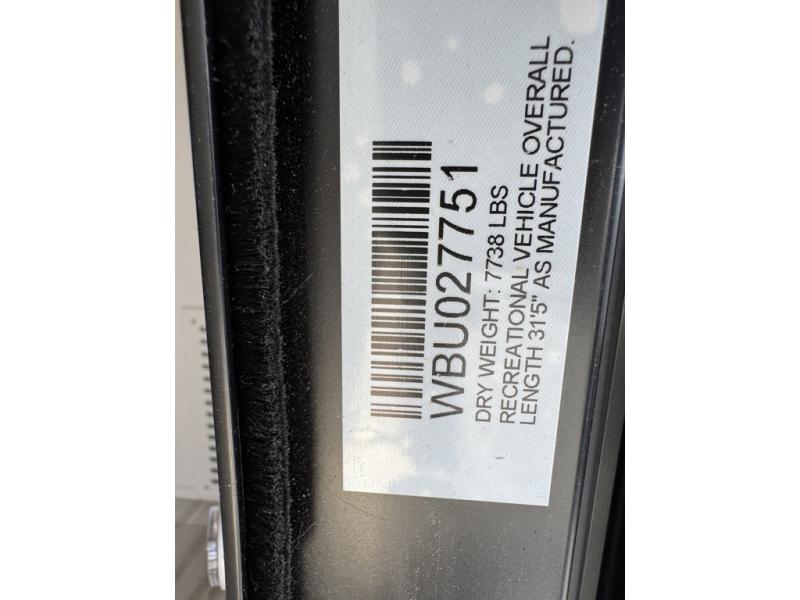 WBU027751
DRY WEIGHT: 7738 LBS
RECREATIONAL VEHICLE OVERALL
LENGTH 31'5" AS MANUFACTURED.